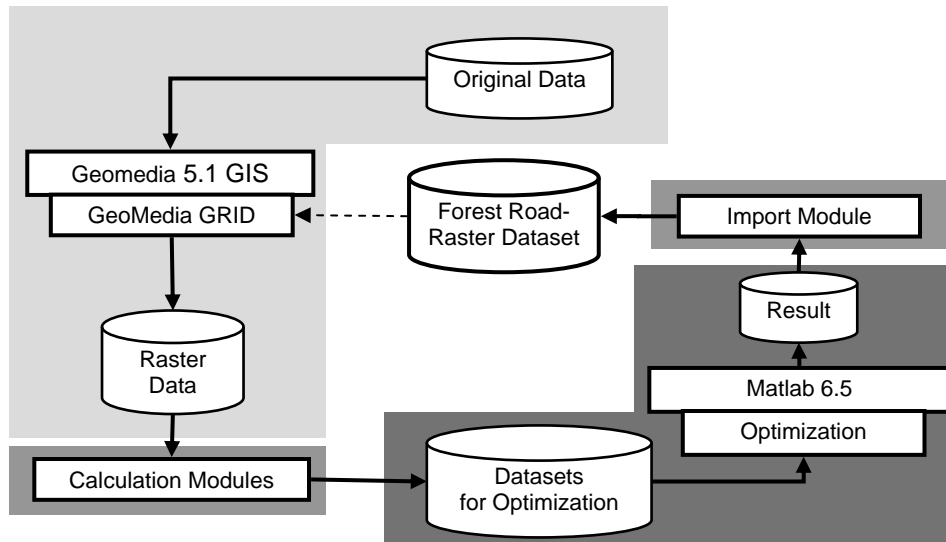 Original Data
Geomedia 5.1 GIS
GeoMedia GRID
Forest Road-
Raster Dataset
Import Module
Result
Raster
Data
Matlab 6.5
Optimization
Calculation Modules
Datasets
for Optimization